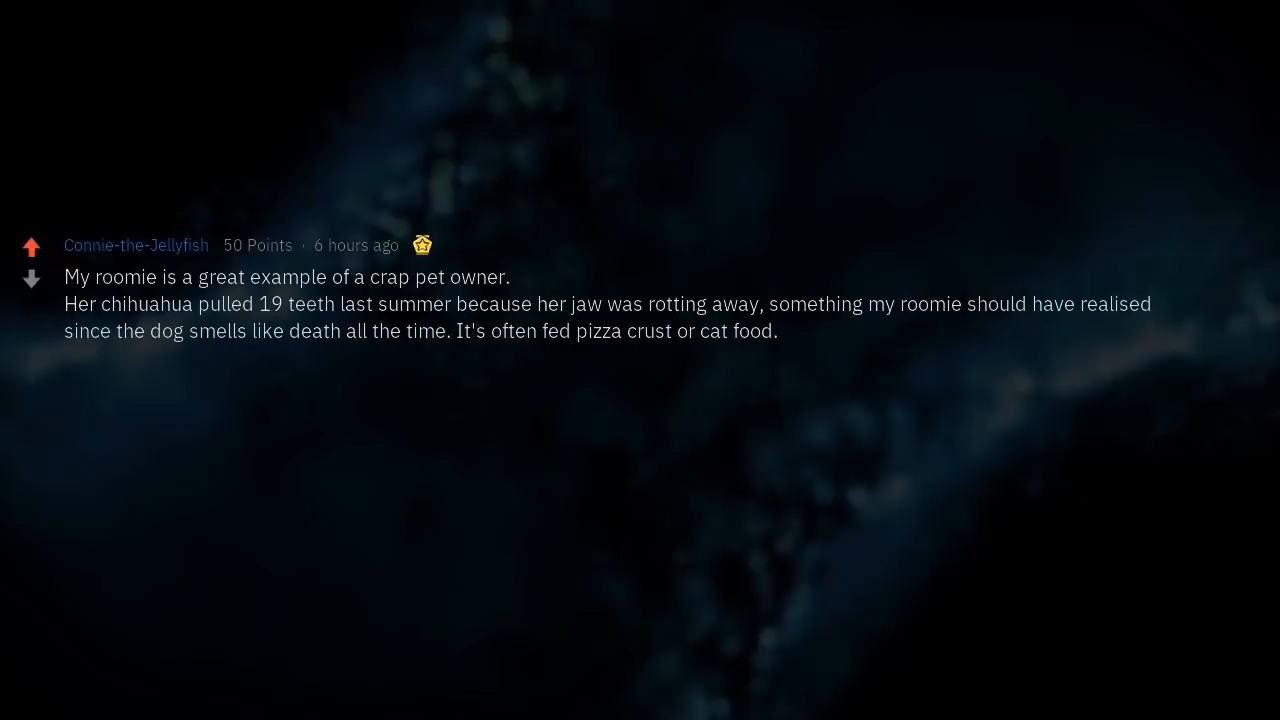 Connie-the-Jellyfish 50 Points · 6 hours ago
My roomie is a great example of a crap pet owner.
Her chihuahua pulled 19 teeth last summer because her jaw was rotting away, something my roomie should have realised
since the dog smells like death all the time. It's often fed pizza crust or cat food.